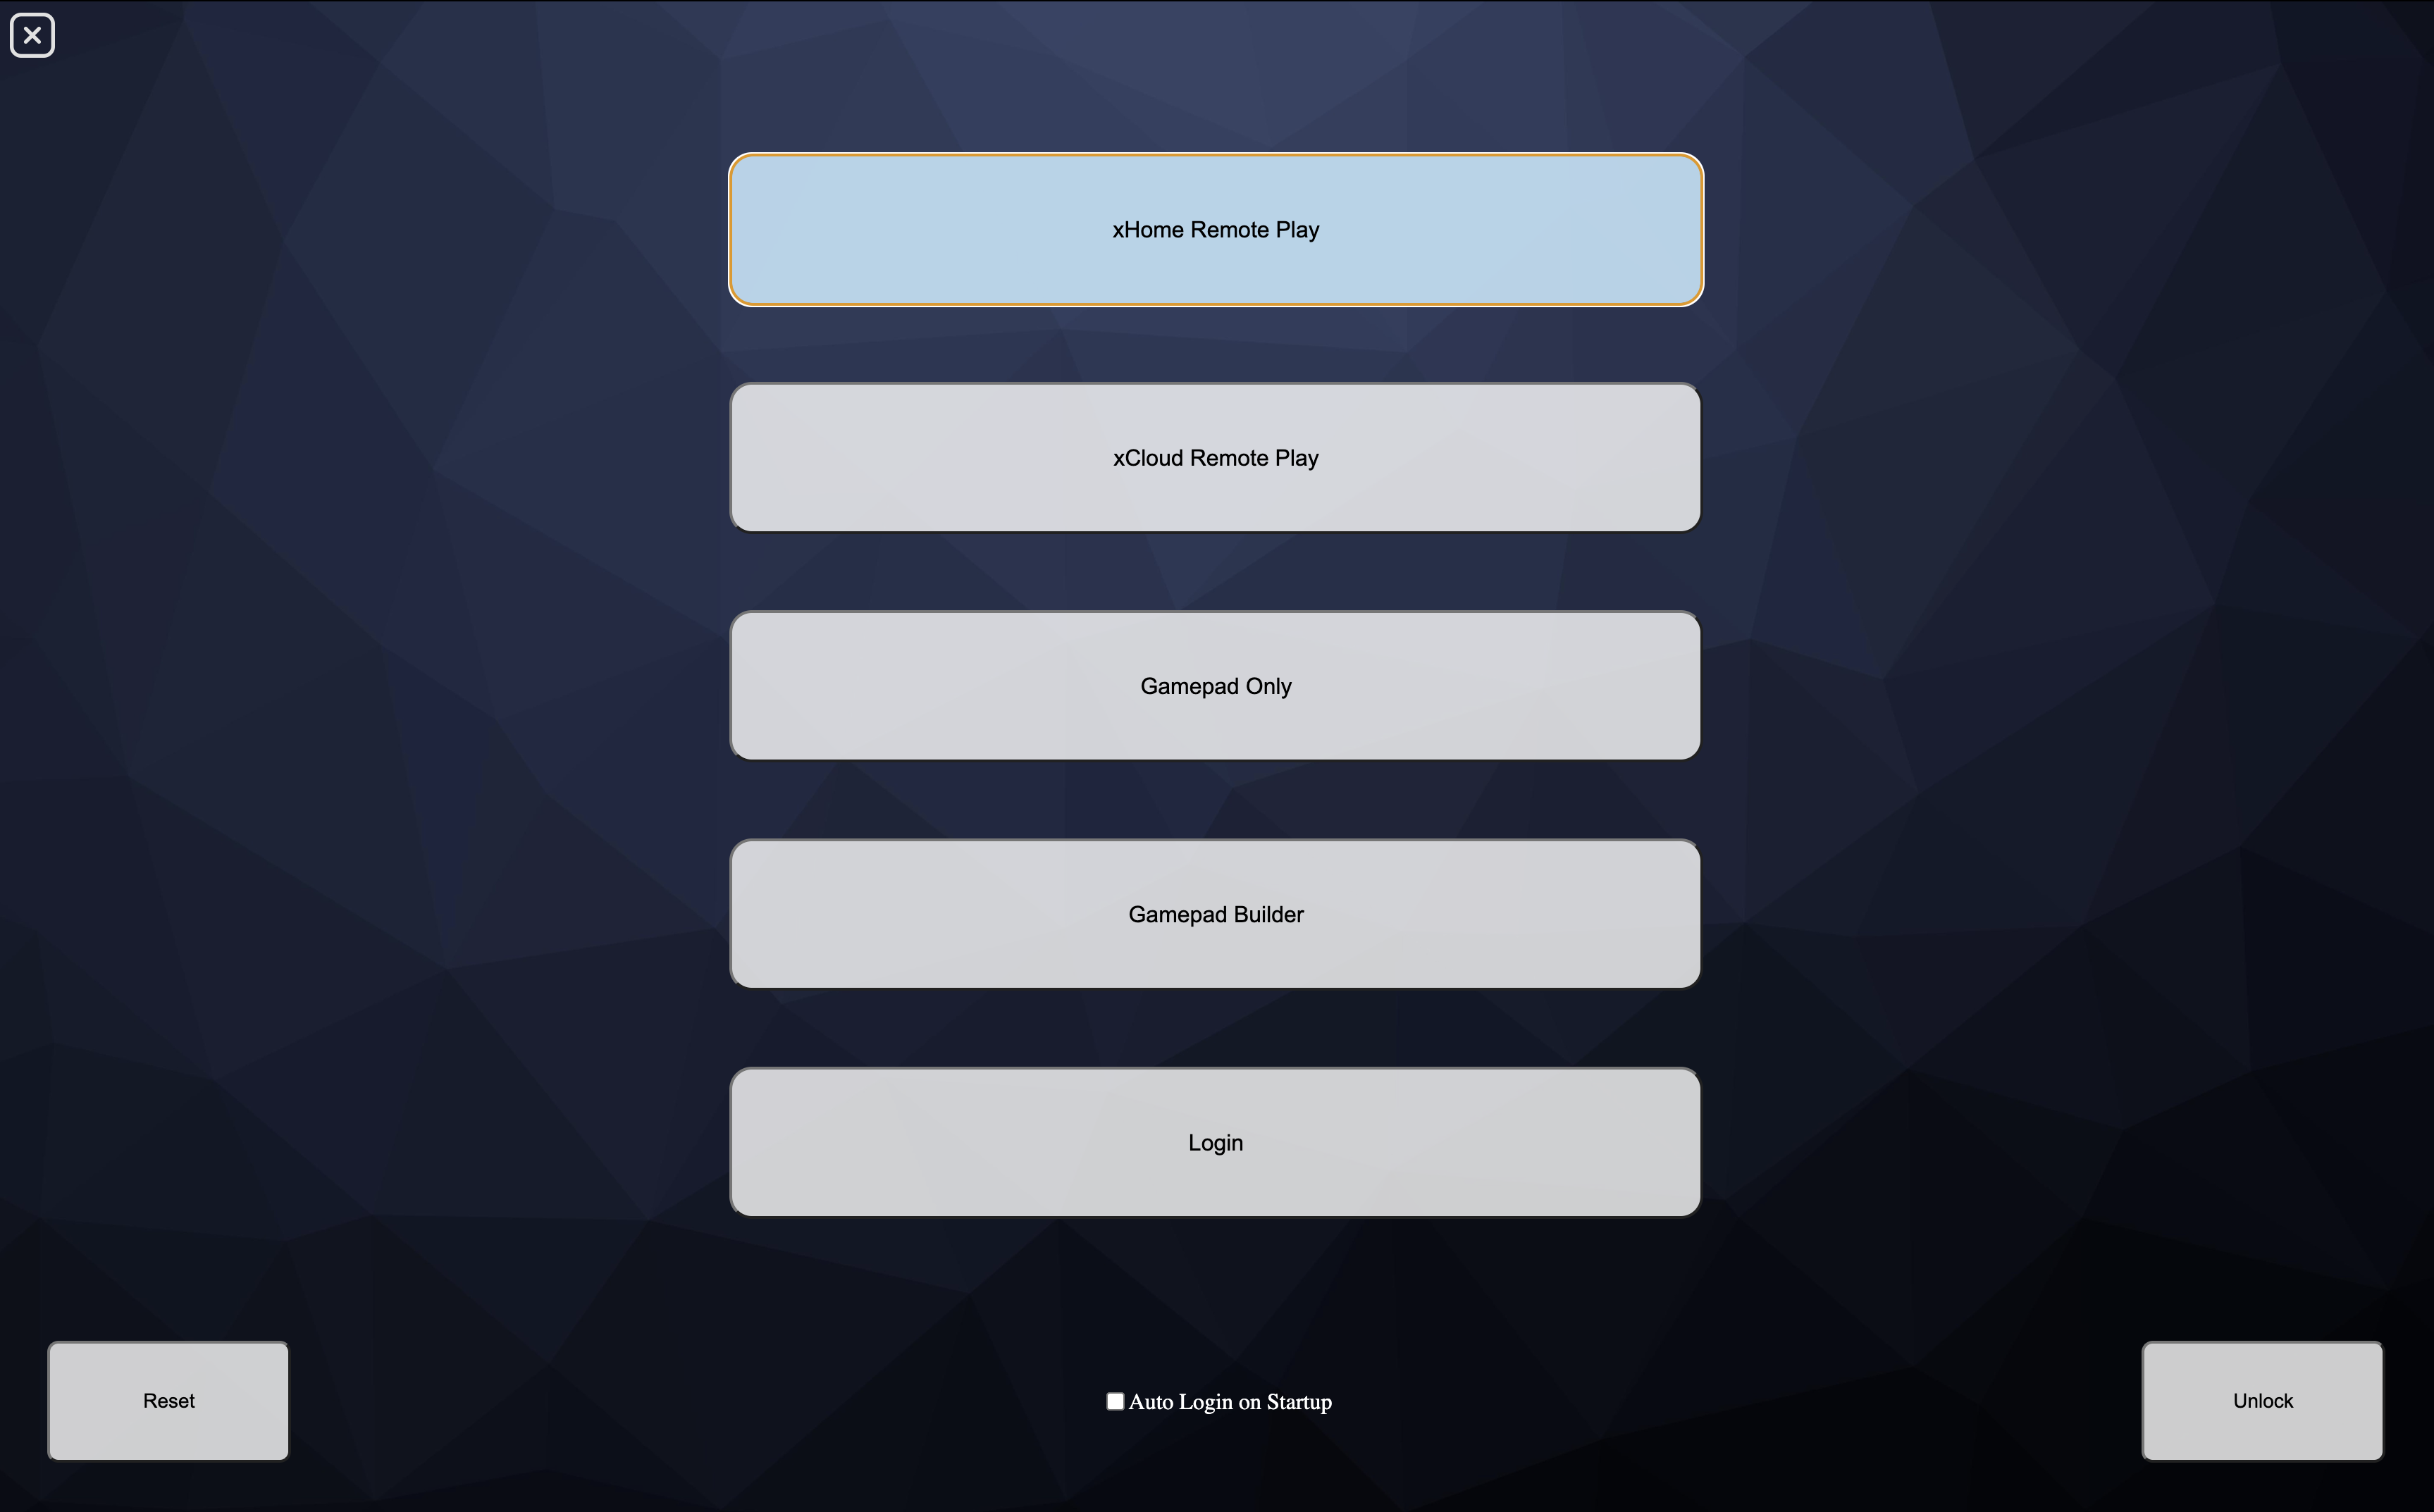 xHome Remote Play
xCloud Remote Play
Gamepad Only
Gamepad Builder
Login
Reset
Auto Login on Startup
Unlock